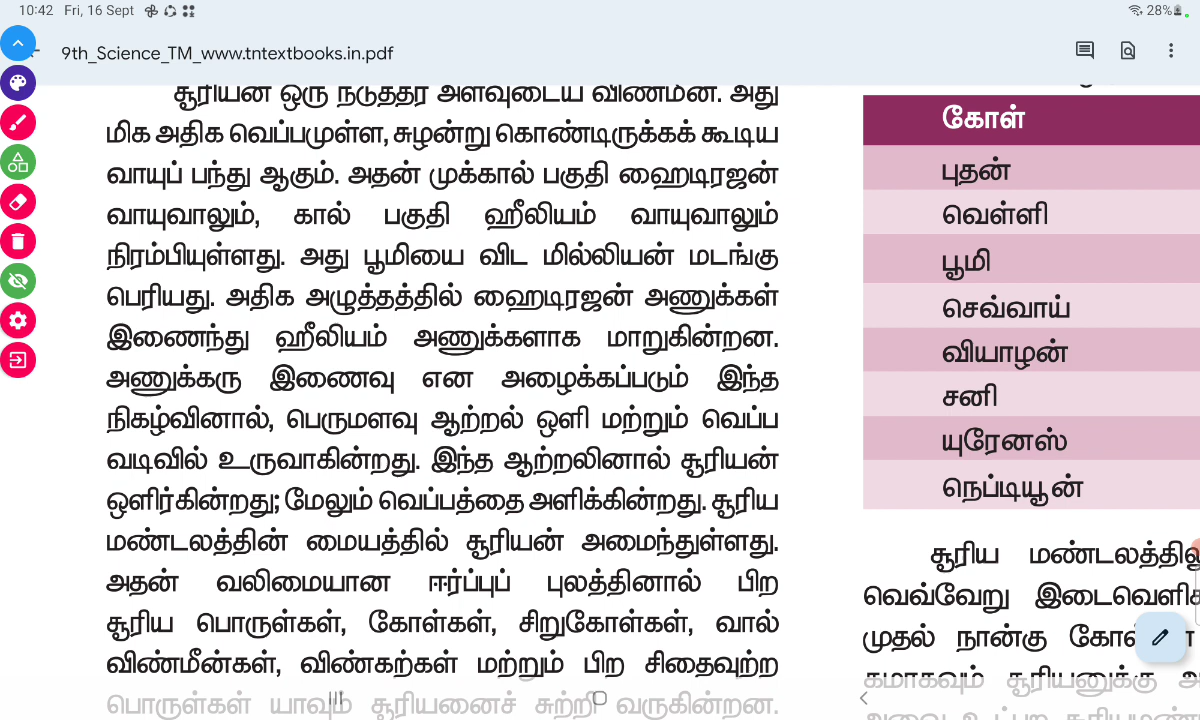 10:42 Fri, 16 Sept
28%
9th_Science_TM_www.tntextbooks.in.pdf
சூரியன் ஒரு நடுத்தர அளவுடைய விண்மீன். அது
மிக அதிக வெப்பமுள்ள, சுழன்று கொண்டிருக்கக் கூடிய
வாயுப் பந்து ஆகும். அதன் முக்கால் பகுதி ஹைடிரஜன்
வாயுவாலும், கால் பகுதி ஹீலியம் வாயுவாலும்
நிரம்பியுள்ளது. அது பூமியை விட மில்லியன் மடங்கு
பெரியது. அதிக அழுத்தத்தில் ஹைடிரஜன் அணுக்கள்
இணைந்து ஹீலியம் அணுக்களாக மாறுகின்றன.
அணுக்கரு இணைவு என அழைக்கப்படும் இந்த
நிகழ்வினால், பெருமளவு ஆற்றல் ஒளி மற்றும் வெப்ப
வடிவில் உருவாகின்றது. இந்த ஆற்றலினால் சூரியன்
ஒளிர்கின்றது; மேலும் வெப்பத்தை அளிக்கின்றது. சூரிய
மண்டலத்தின் மையத்தில் சூரியன் அமைந்துள்ளது.
அதன் வலிமையான ஈர்ப்புப் புலத்தினால் பிற
சூரிய பொருள்கள், கோள்கள், சிறுகோள்கள், வால்
விண்மீன்கள், விண்கற்கள் மற்றும் பிற சிதைவுற்ற
பொருள்கள் யாவும் சூரியனைச் சுற்றி வருகின்றன.
கோள்
புதன்
வெள்ளி
பூமி
செவ்வாய்
வியாழன்
சனி
யுரேனஸ்
நெப்டியூன்
சூரிய
வெவ்வேறு
முதல் நான்கு
சூரியனுக்கு